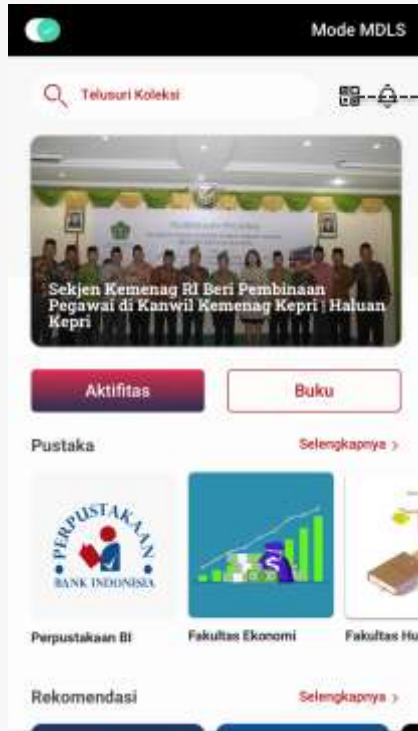 Mode MDLS
Telusuri Koleksi
Sekjen Kemenag RI Beri Pembinaan
Pegawai di Kanwil Kemenag Kepri | Haluan
Kepri
Aktifitas
Buku
Pustaka
Selengkapnya >
PERPUSTAKAAN
BANK INDONESIA
Perpustakaan BI
Fakultas Ekonomi
Fakultas Hu
Rekomendasi
Selengkapnya >